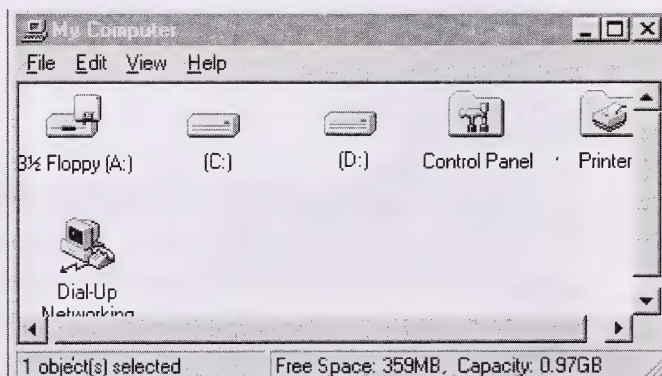 My Computer
File Edit View Help
3½ Floppy (A:) (C:) (D:) Control Panel Printer
Dial-Up
Networking
1 object(s) selected Free Space: 359MB, Capacity: 0.97GB